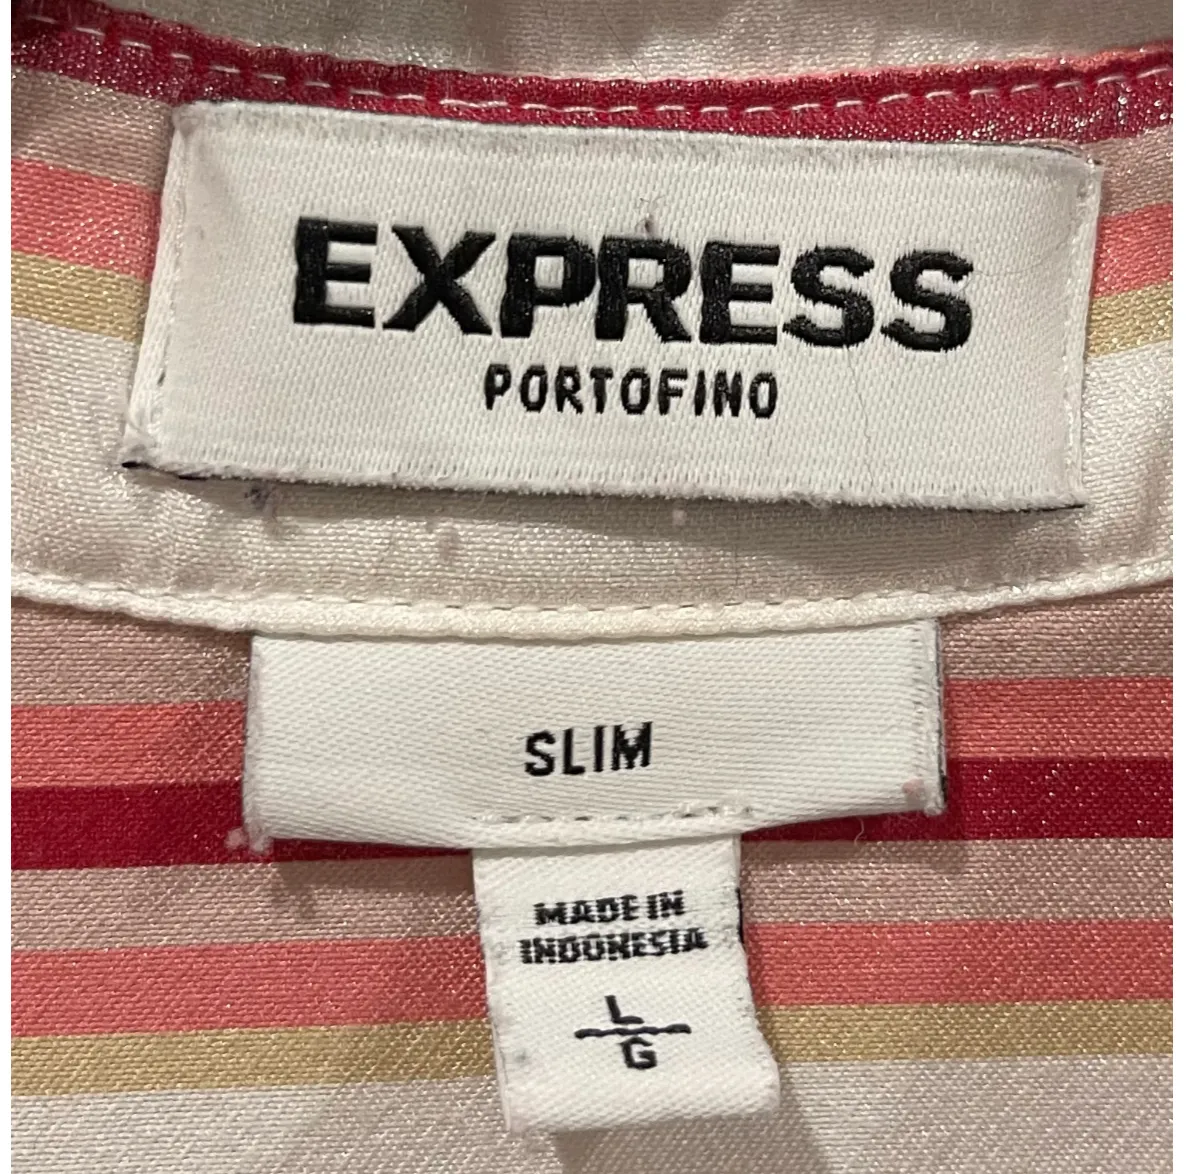 EXPRESS
PORTOFINO
SLIM
MADE IN
INDONESIA
L
G